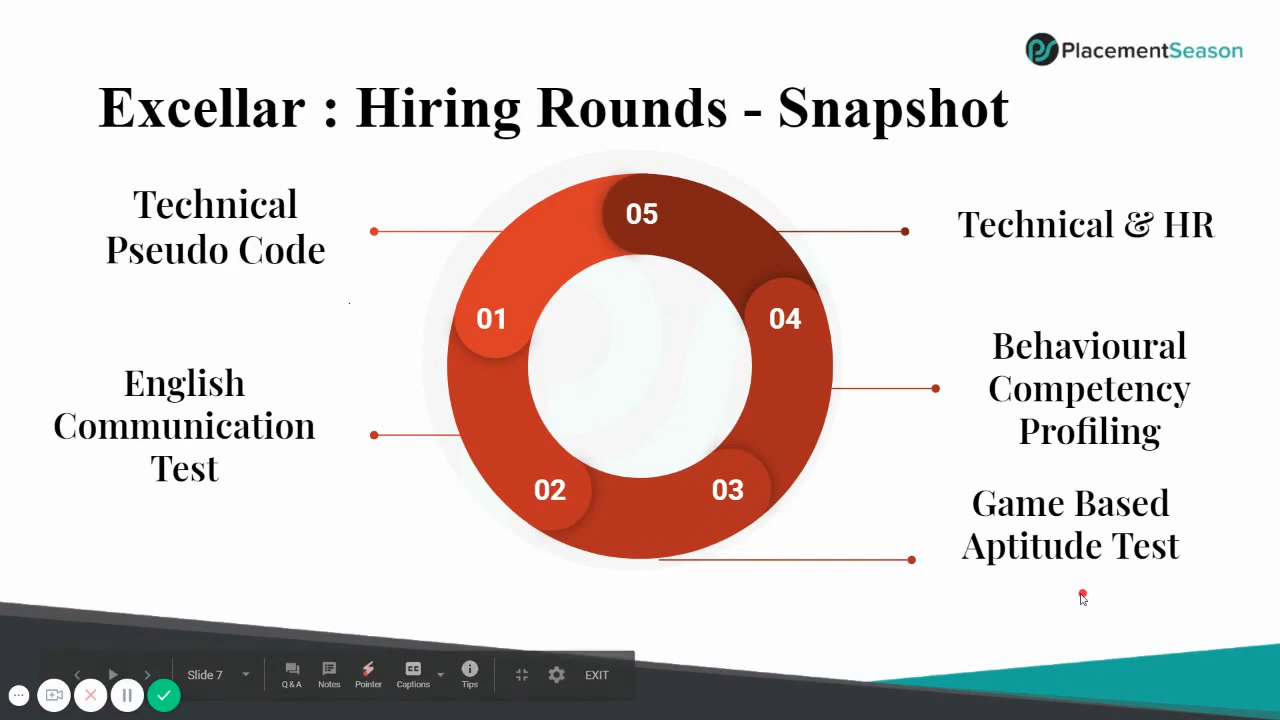 PlacementSeason
Excellar : Hiring Rounds - Snapshot
Technical
Pseudo Code
English
Communication
Test
01
02
03
04
05
Technical & HR
Behavioural
Competency
Profiling
Game Based
Aptitude Test
Slide 7
Q & A
Notes
Pointer
CC
Captions
Tips
EXIT